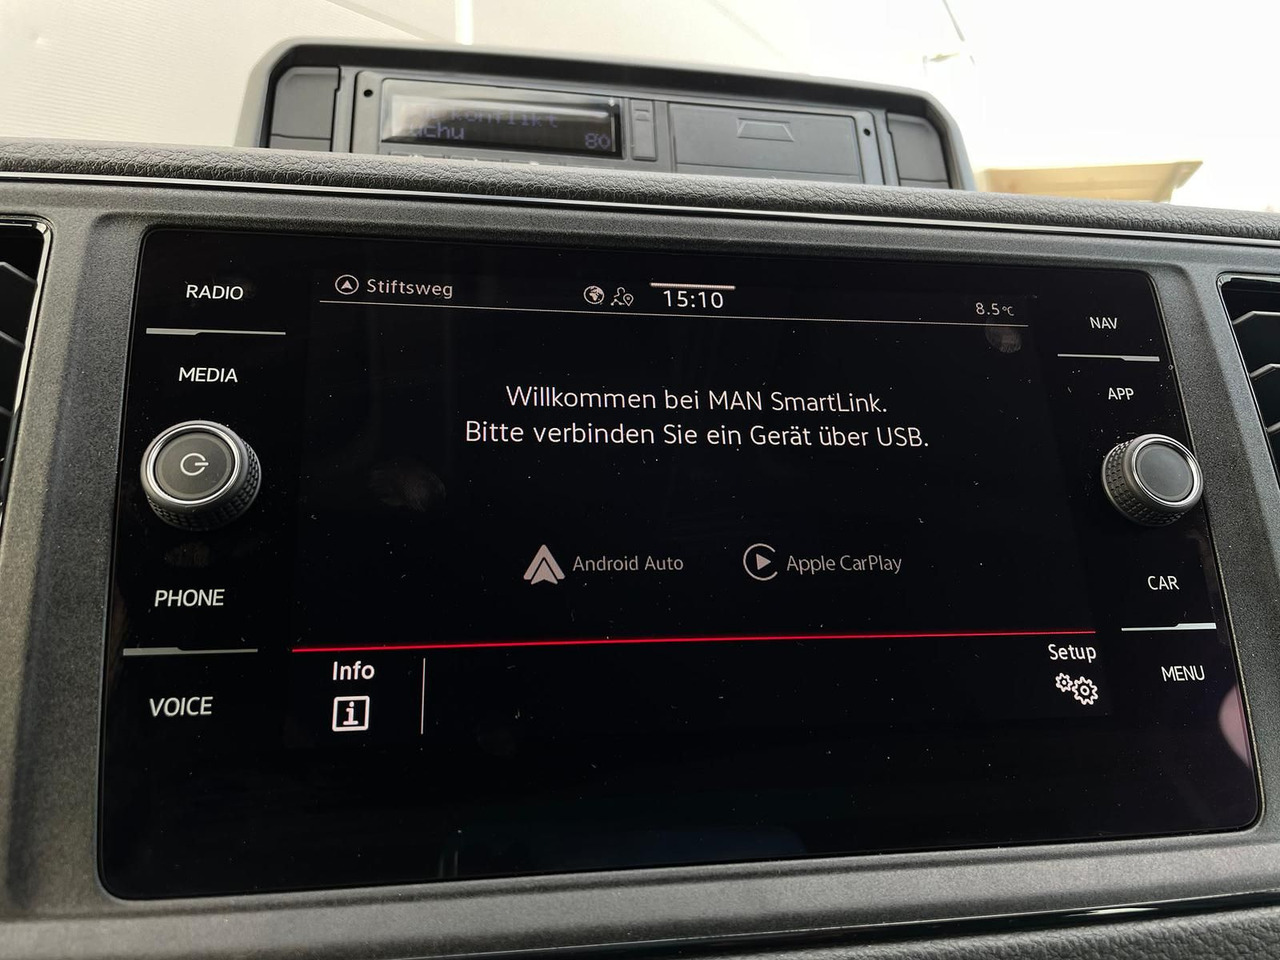 80
RADIO
MEDIA
PHONE
VOICE
Stiftsweg
15:10
8.5°C
Willkommen bei MAN SmartLink.
Bitte verbinden Sie ein Gerät über USB.
Android Auto
Apple CarPlay
Info
i
Setup
NAV
APP
CAR
MENU